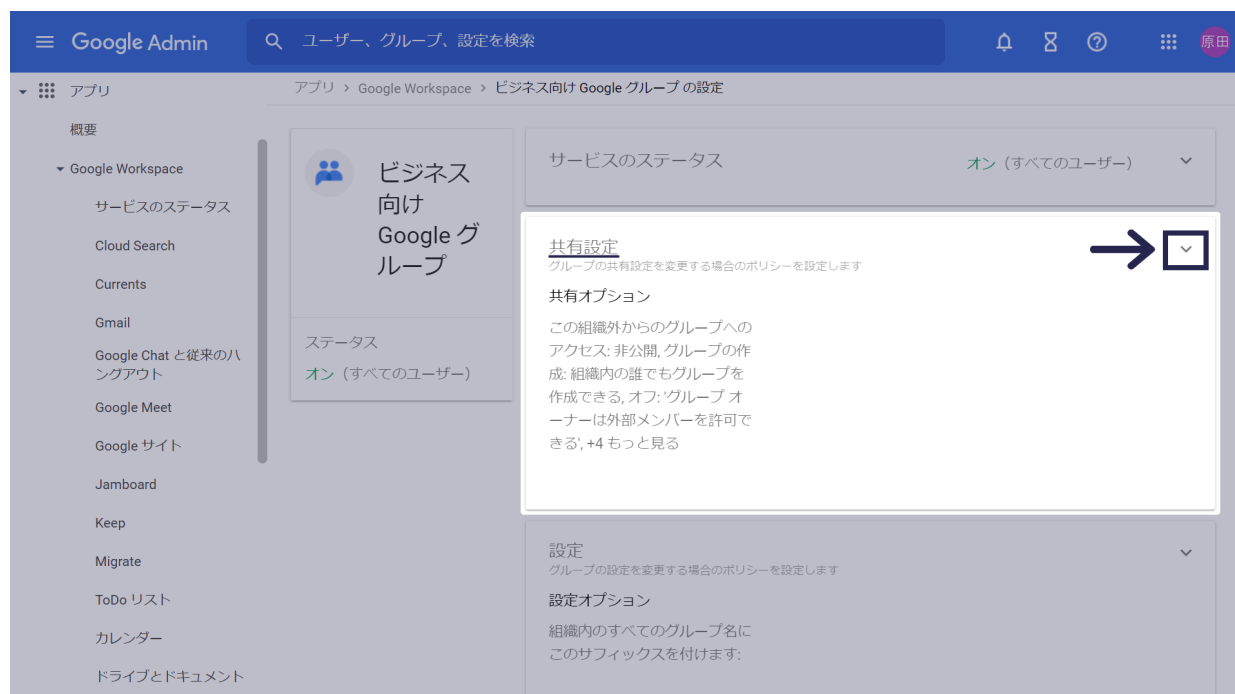 Google Admin
ユーザー、グループ、設定を検索
原田
アプリ
アプリ > Google Workspace > ビジネス向け Google グループ の設定
概要
Google Workspace
サービスのステータス
Cloud Search
Currents
Gmail
Google Chat と従来のハ
ングアウト
Google Meet
Google サイト
Jamboard
Keep
Migrate
ToDo リスト
カレンダー
ドライブとドキュメント
ビジネス
向け
Google グ
ループ
ステータス
オン（すべてのユーザー）
サービスのステータス
オン（すべてのユーザー）
共有設定
グループの共有設定を変更する場合のポリシーを設定します
共有オプション
この組織外からのグループへの
アクセス: 非公開, グループの作
成: 組織内の誰でもグループを
作成できる, オフ: 'グループ オ
ーナーは外部メンバーを許可で
きる', +4 もっと見る
設定
グループの設定を変更する場合のポリシーを設定します
設定オプション
組織内のすべてのグループ名に
このサフィックスを付けます: